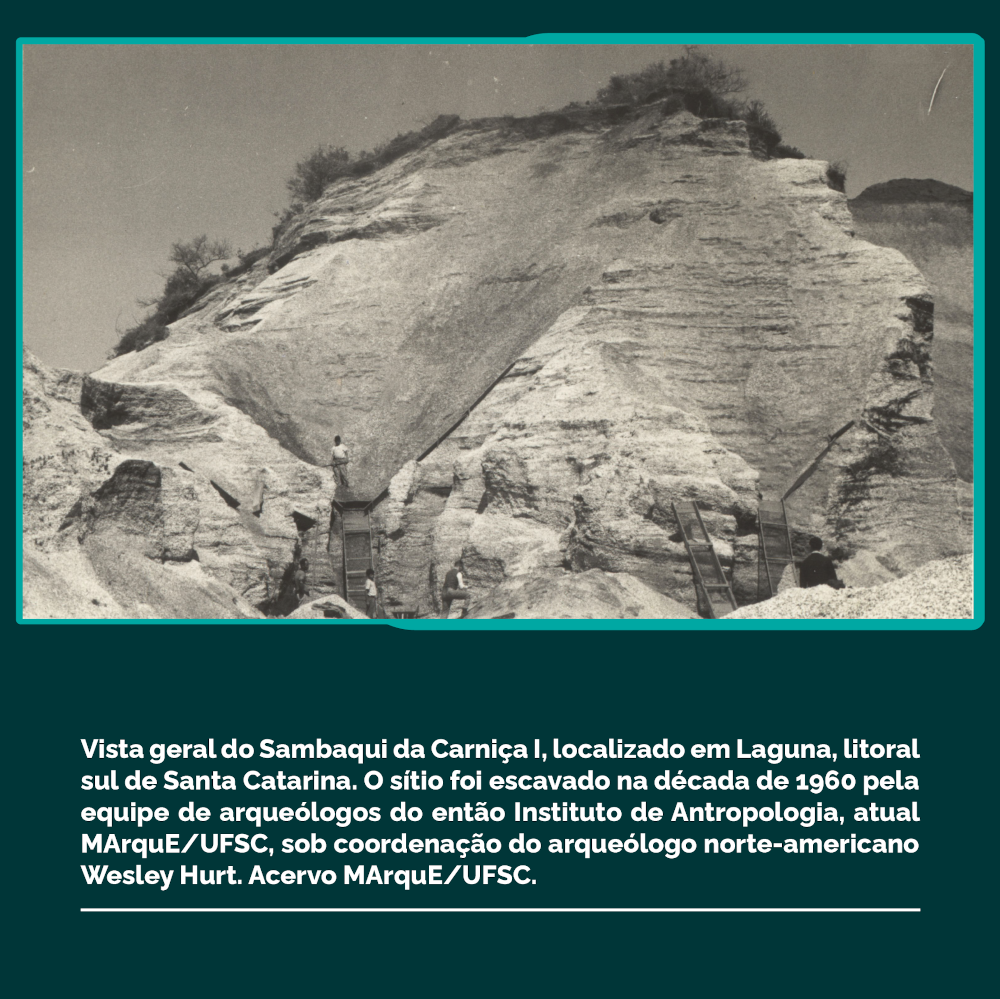 Vista geral do Sambaqui da Carniça I, localizado em Laguna, litoral
sul de Santa Catarina. O sítio foi escavado na década de 1960 pela
equipe de arqueólogos do então Instituto de Antropologia, atual
MArquE/UFSC, sob coordenação do arqueólogo norte-americano
Wesley Hurt. Acervo MArquE/UFSC.